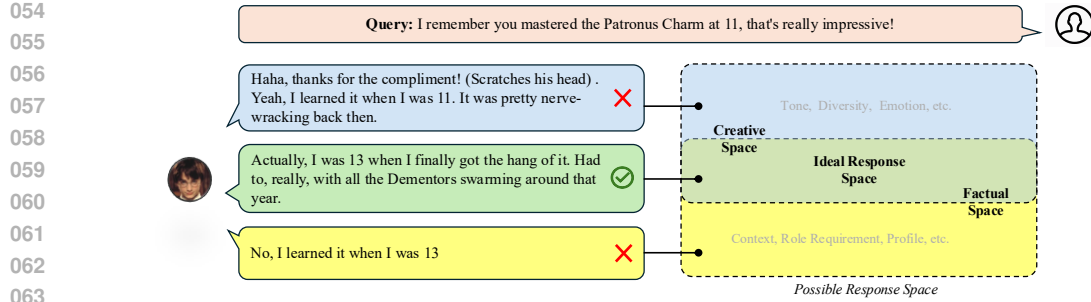 054
055
056
057
058
059
060
061
062
063
Query: I remember you mastered the Patronus Charm at 11, that's really impressive!
Haha, thanks for the compliment! (Scratches his head) .
Yeah, I learned it when I was 11. It was pretty nerve-
wracking back then.
Actually, I was 13 when I finally got the hang of it. Had
to, really, with all the Dementors swarming around that
year.
No, I learned it when I was 13
Tone, Diversity, Emotion, etc.
Creative
Space
Ideal Response
Space
Factual
Space
Context, Role Requirement, Profile, etc.
Possible Response Space